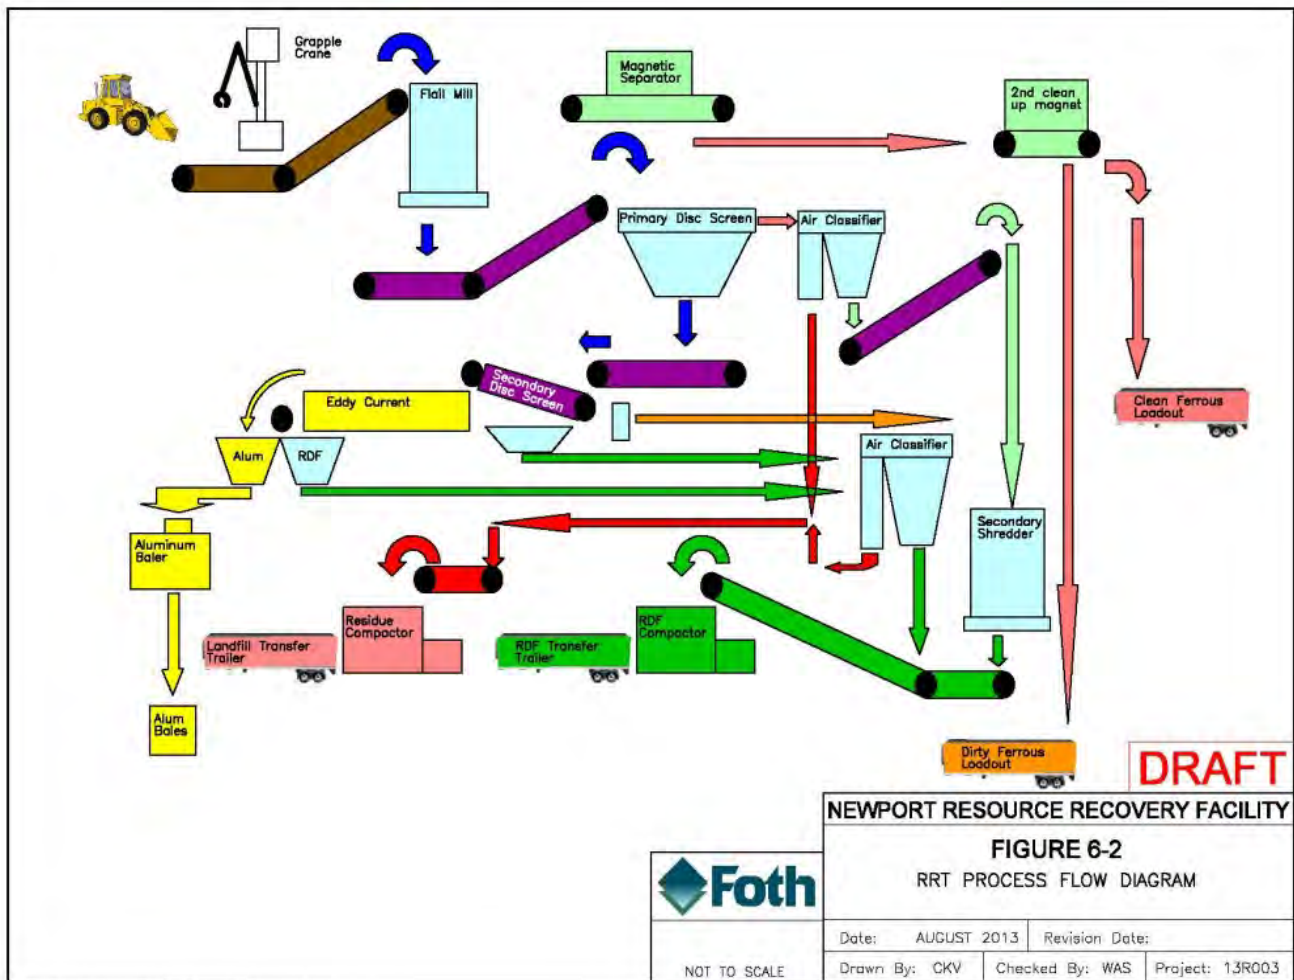 Grapple
Crane
Flail Mill
Magnetic
Separator
2nd clean
up magnet
Primary Disc Screen
Air Classifier
Secondary
Disc Screen
Eddy Current
Clean Ferrous
Loadout
Alum
RDF
Air Classifier
Secondary
Shredder
Aluminum
Baler
Residue
Compactor
Landfill Transfer
Trailer
RDF
Compactor
RDF Transfer
Trailer
Alum
Bales
Dirty Ferrous
Loadout
DRAFT
NEWPORT RESOURCE RECOVERY FACILITY
FIGURE 6-2
RRT PROCESS FLOW DIAGRAM
Foth
NOT TO SCALE
Date: AUGUST 2013 Revision Date:
Drawn By: CKV Checked By: WAS Project: 13R003